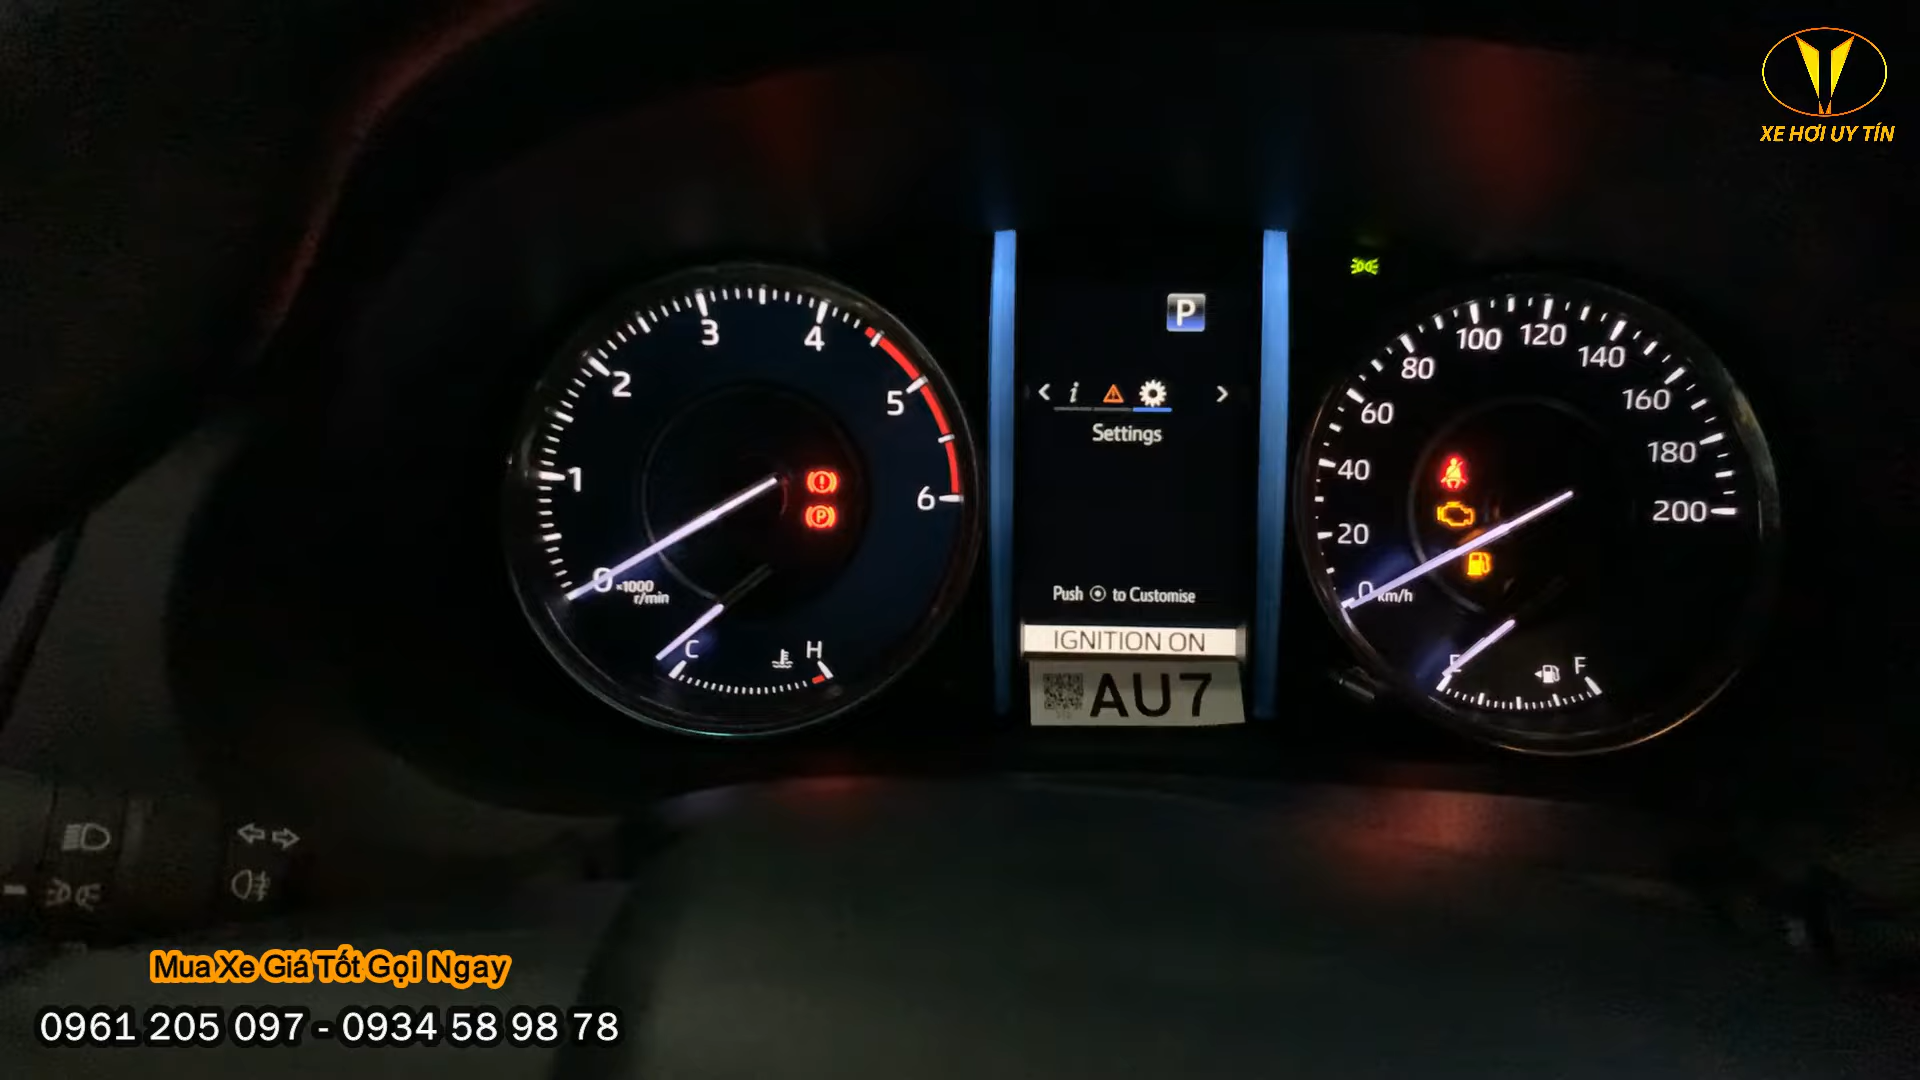 XE HƠI UY TÍN
P
1
2
3
4
5
6
0
×1000
r/min
C
H
P
i
Settings
Push to Customise
IGNITION ON
AU7
0
20
40
60
80
100
120
140
160
180
200
km/h
E
F
Mua Xe Giá Tốt Gọi Ngay
0961 205 097 - 0934 58 98 78